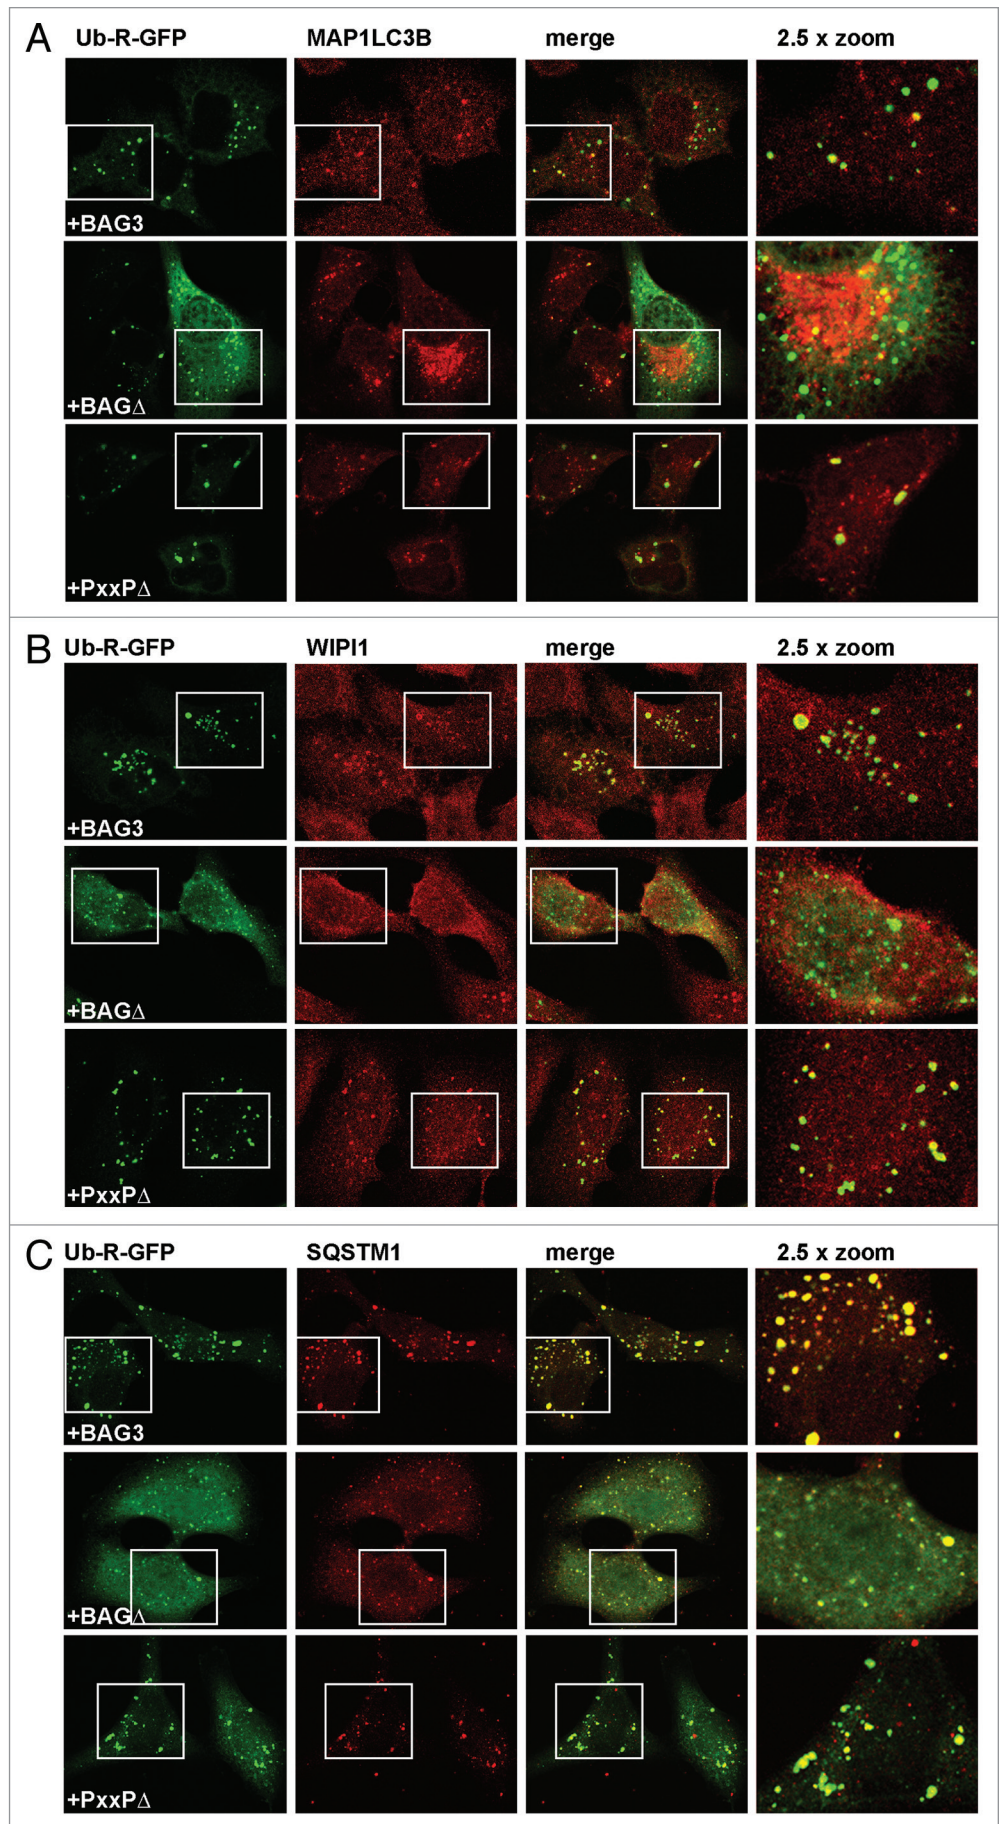 A Ub-R-GFP MAP1LC3B merge 2.5 x zoom
+BAG3
+BAGΔ
+PxxPΔ
B Ub-R-GFP WIPI1 merge 2.5 x zoom
+BAG3
+BAGΔ
+PxxPΔ
C Ub-R-GFP SQSTM1 merge 2.5 x zoom
+BAG3
+BAGΔ
+PxxPΔ